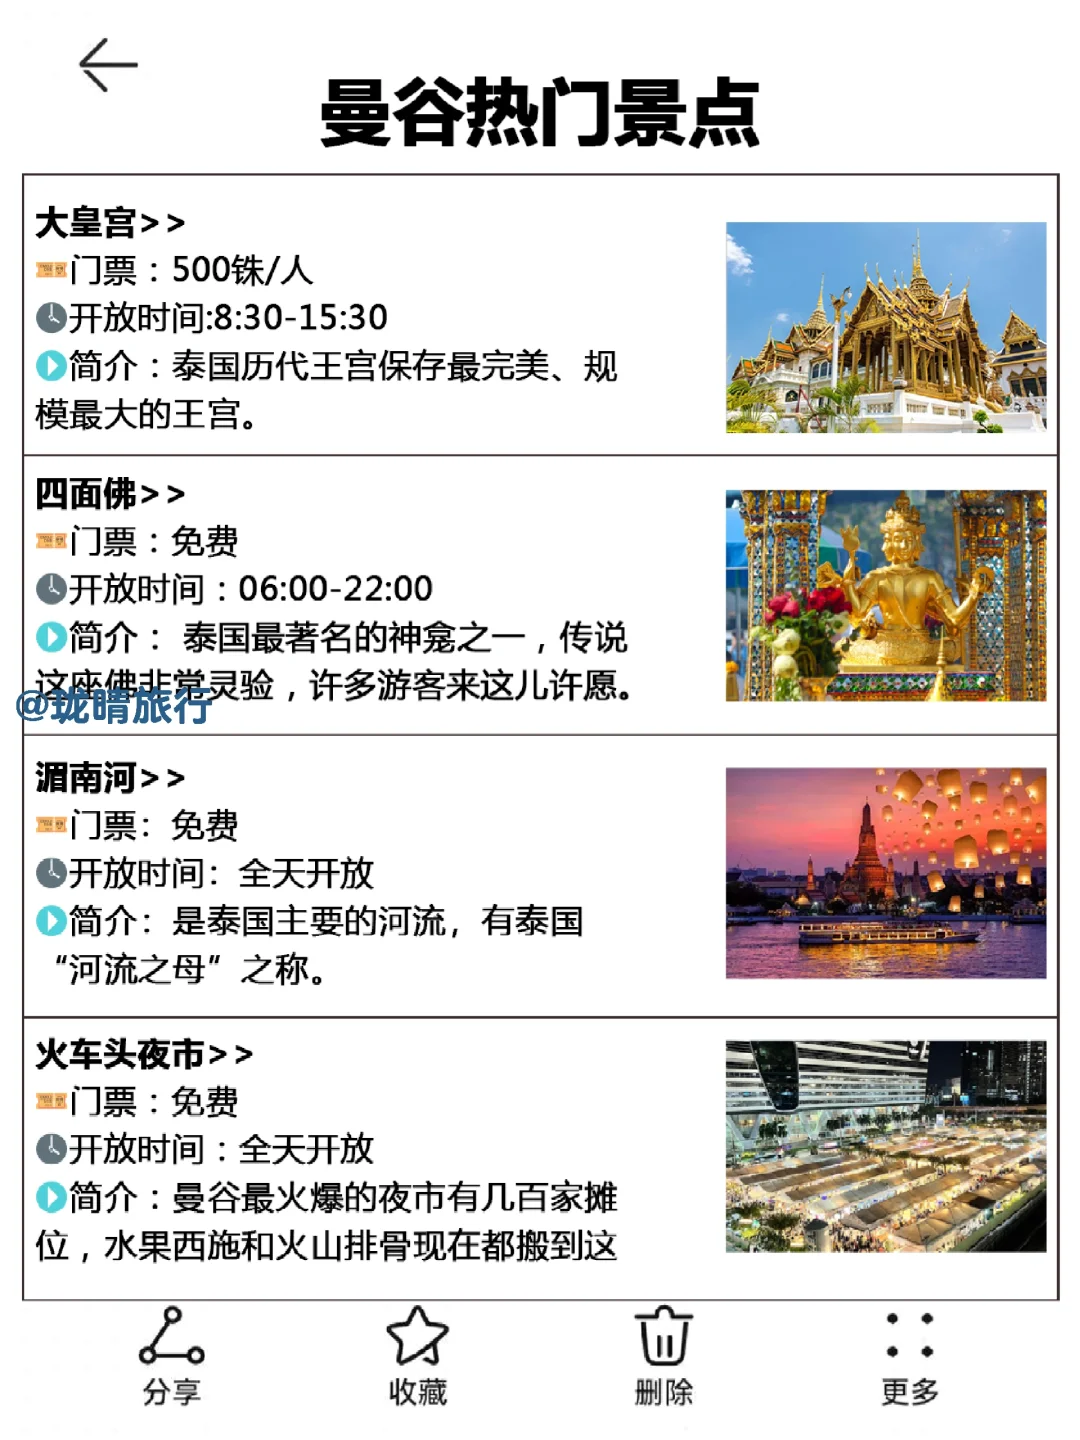 曼谷热门景点
大皇宫>>
门票：500铢/人
开放时间:8:30-15:30
简介：泰国历代王宫保存最完美、规
模最大的王宫。
四面佛>>
门票：免费
开放时间：06:00-22:00
简介： 泰国最著名的神龛之一，传说
这座佛非常灵验，许多游客来这儿许愿。
@珑晴旅行
湄南河>>
门票：免费
开放时间：全天开放
简介：是泰国主要的河流，有泰国
“河流之母”之称。
火车头夜市>>
门票：免费
开放时间：全天开放
简介：曼谷最火爆的夜市有几百家摊
位，水果西施和火山排骨现在都搬到这
分享 收藏 删除 更多